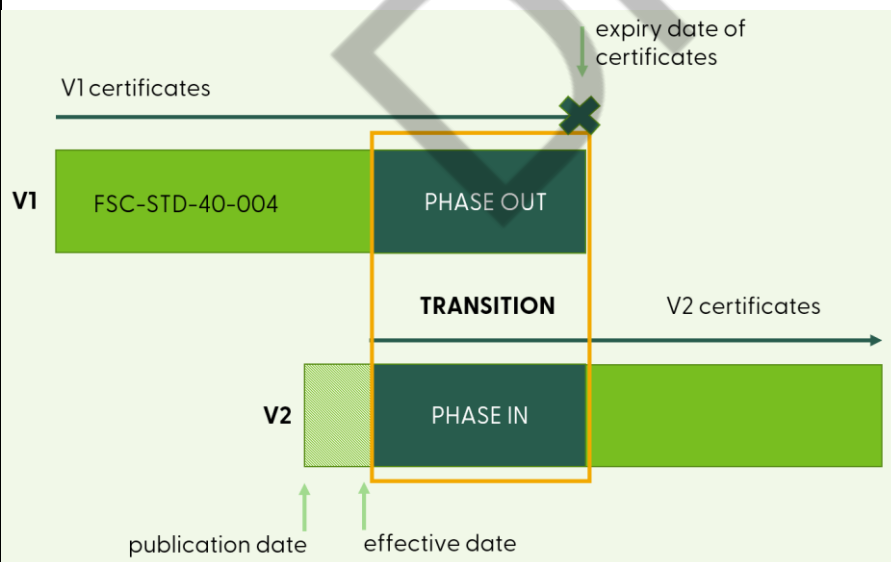 expiry date of
certificates
V1 certificates
V1
FSC-STD-40-004
PHASE OUT
TRANSITION
V2 certificates
V2
PHASE IN
publication date
effective date